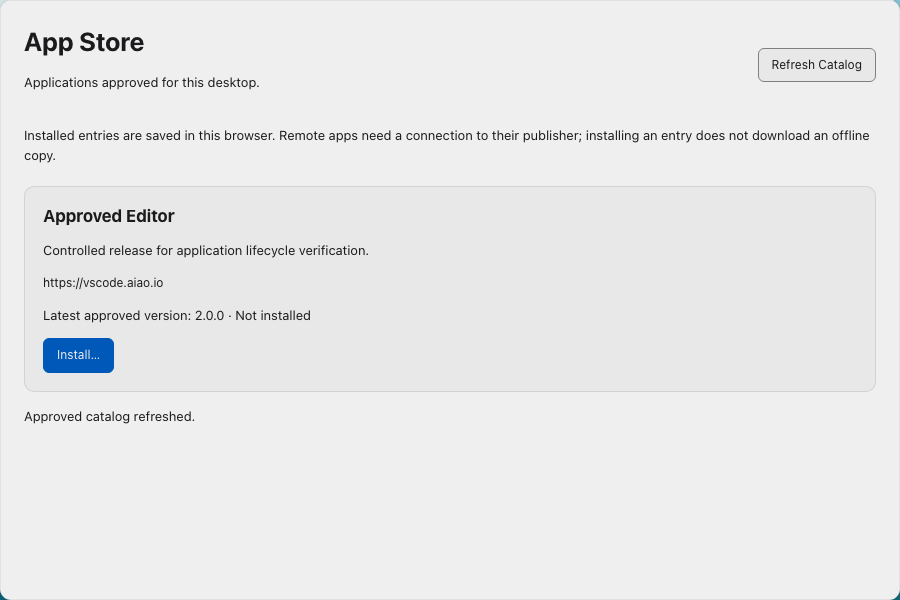 App Store
Refresh Catalog
Applications approved for this desktop.
Installed entries are saved in this browser. Remote apps need a connection to their publisher; installing an entry does not download an offline
copy.
Approved Editor
Controlled release for application lifecycle verification.
https://vscode.aiao.io
Latest approved version: 2.0.0 · Not installed
Install...
Approved catalog refreshed.